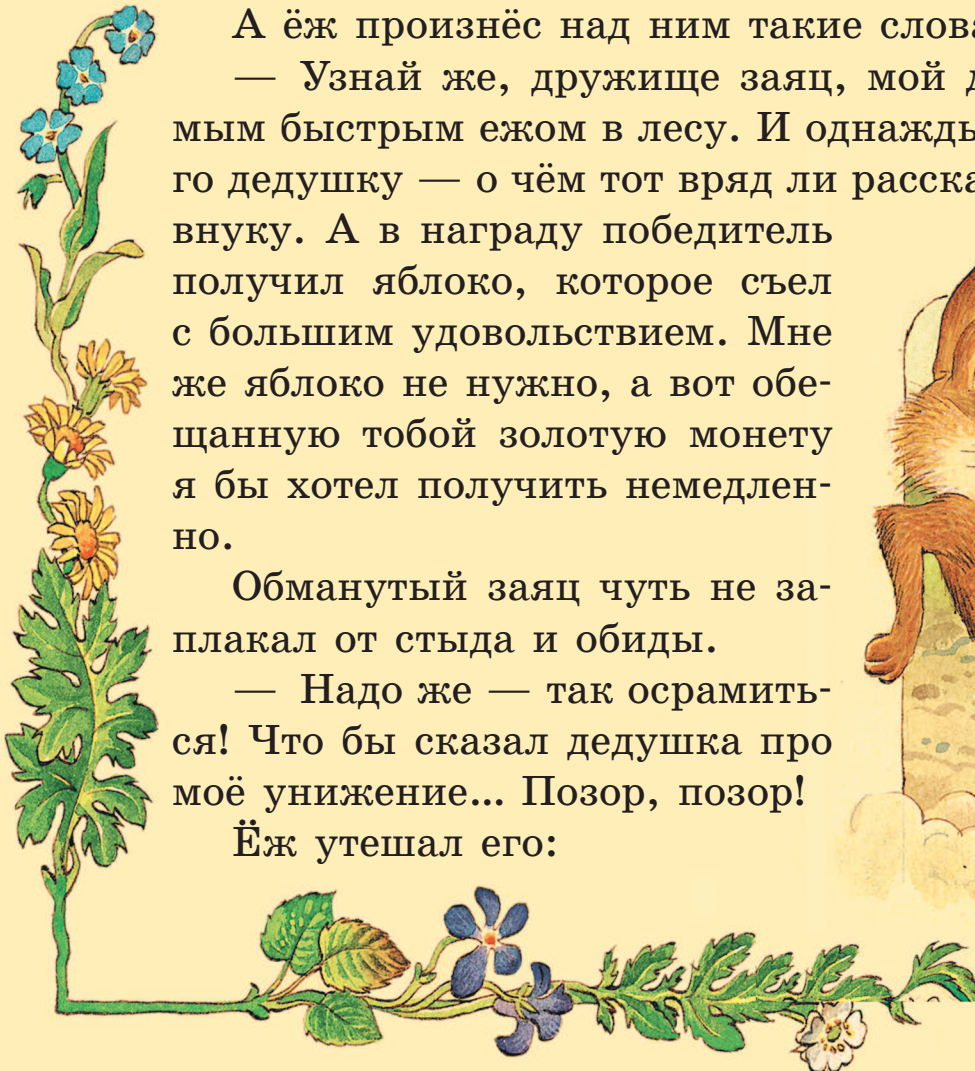 А ёж произнёс над ним такие слова
— Узнай же, дружище заяц, мой
мым быстрым ежом в лесу. И однажды
го дедушку — о чём тот вряд ли расска
внуку. А в награду победитель
получил яблоко, которое съел
с большим удовольствием. Мне
же яблоко не нужно, а вот обе-
щанную тобой золотую монету
я бы хотел получить немедлен-
но.
Обманутый заяц чуть не за-
плакал от стыда и обиды.
— Надо же — так осрамить-
ся! Что бы сказал дедушка про
моё унижение... Позор, позор!
Ёж утешал его: